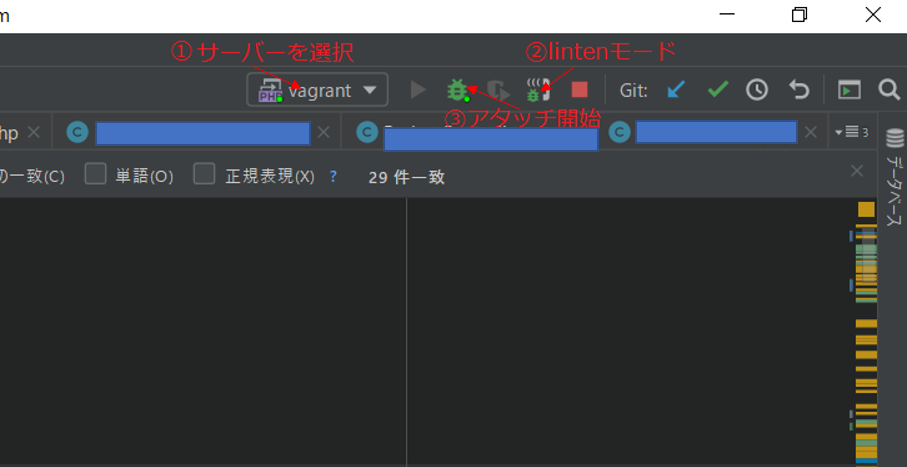 m
① サーバーを選択
②lintenモード
PHP vagrant
Git:
③アタッチ開始
hp
C
C
C
3
の一致(C) 単語(O) 正規表現(X) ? 29 件一致
データベース